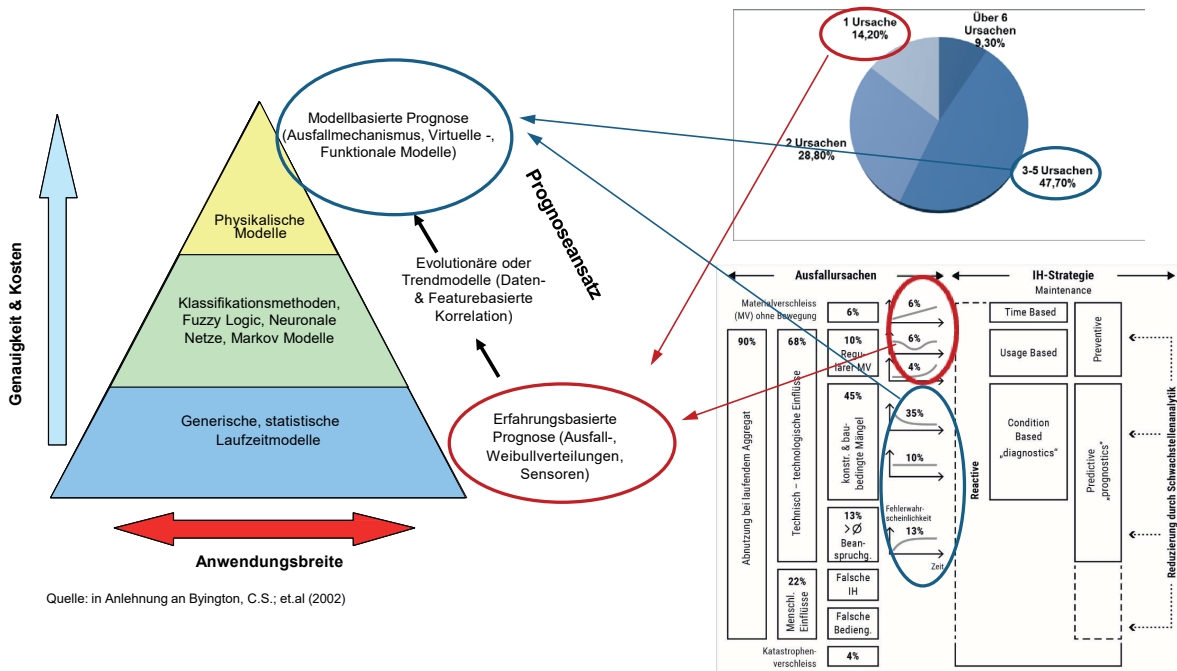 Genauigkeit & Kosten
Physikalische
Modelle
Klassifikationsmethoden,
Fuzzy Logic, Neuronale
Netze, Markov Modelle
Generische, statistische
Laufzeitmodelle
Anwendungsbreite
Quelle: in Anlehnung an Byington, C.S.; et.al (2002)
Modellbasierte Prognose
(Ausfallmechanismus, Virtuelle -,
Funktionale Modelle)
Prognoseansatz
Evolutionäre oder
Trendmodelle (Daten-
& Featurebasierte
Korrelation)
Erfahrungsbasierte
Prognose (Ausfall-,
Weibullverteilungen,
Sensoren)
1 Ursache
14,20%
Über 6
Ursachen
9,30%
2 Ursachen
28,80%
3-5 Ursachen
47,70%
Ausfallursachen
IH-Strategie
Maintenance
Materialverschleiss
(MV) ohne Bewegung
6%
6%
Time Based
90%
68%
10%
Regu-
lärer MV
6%
4%
Usage Based
Preventive
Abnutzung bei laufendem Aggregat
Technisch – technologische Einflüsse
45%
konstr. & bau-
bedingte Mängel
35%
10%
Reactive
Condition
Based
„diagnostics“
Predictive
„prognostics“
Reduzierung durch Schwachstellenanalytik
13%
>Ø
Bean-
spruchg.
Fehlerwahr-
scheinlichkeit
13%
Zeit
22%
Menschl.
Einflüsse
Falsche
IH
Falsche
Bedieng.
Katastrophen-
verschleiss
4%